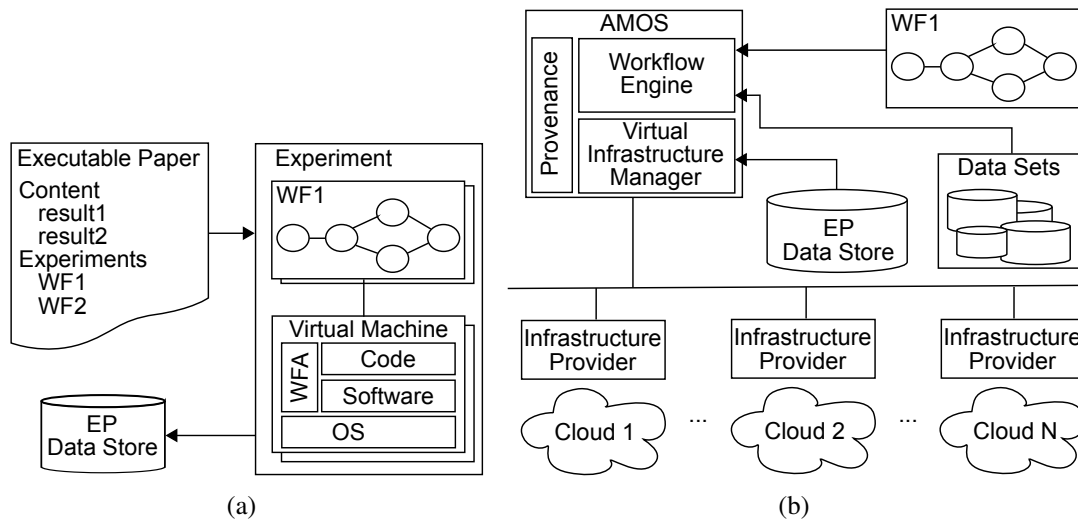 Executable Paper
Content
result1
result2
Experiments
WF1
WF2
Experiment
WF1
Virtual Machine
WFA
Code
Software
OS
EP
Data Store
(a)
AMOS
Provenance
Workflow
Engine
Virtual
Infrastructure
Manager
WF1
Data Sets
EP
Data Store
Infrastructure
Provider
Infrastructure
Provider
Infrastructure
Provider
Cloud 1
...
Cloud 2
...
Cloud N
(b)